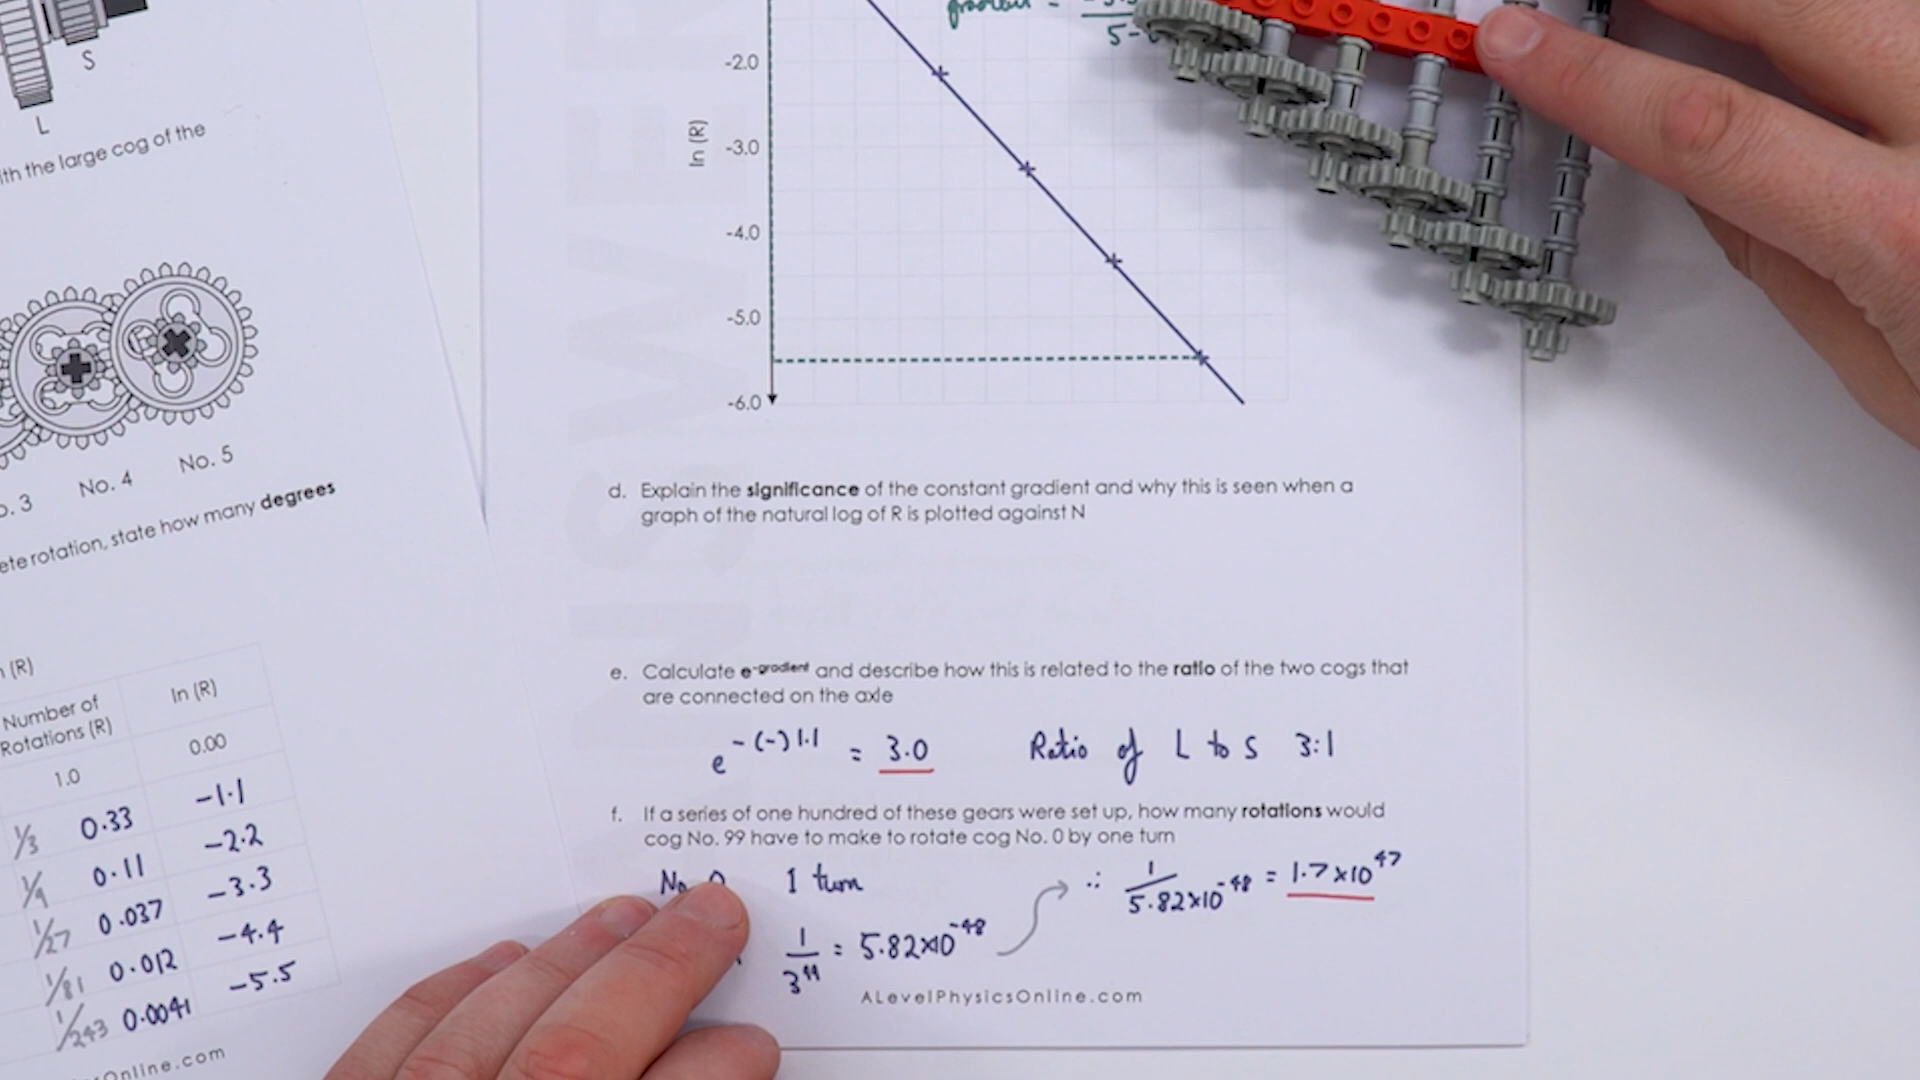 S
L
ith the large cog of the
No. 4
No. 5
ete rotation, state how many degrees
Number of
Rotations (R)
ln (R)
1.0
0.00
1/3 0.33
-1.1
1/9 0.11
-2.2
1/27 0.037
-3.3
1/81 0.012
-4.4
1/243 0.0041
-5.5
gradient =
5-
ln (R)
-2.0
-3.0
-4.0
-5.0
-6.0
d. Explain the significance of the constant gradient and why this is seen when a
graph of the natural log of R is plotted against N
e. Calculate e^-gradient and describe how this is related to the ratio of the two cogs that
are connected on the axle
e^-(-)1.1 = 3.0 Ratio of L to S 3:1
f. If a series of one hundred of these gears were set up, how many rotations would
cog No. 99 have to make to rotate cog No. 0 by one turn
No 0 1 turn
1/3^99 = 5.82×10^-48
∴ 1/5.82×10^-48 = 1.7×10^47
ALevelPhysicsOnline.com
Online.com